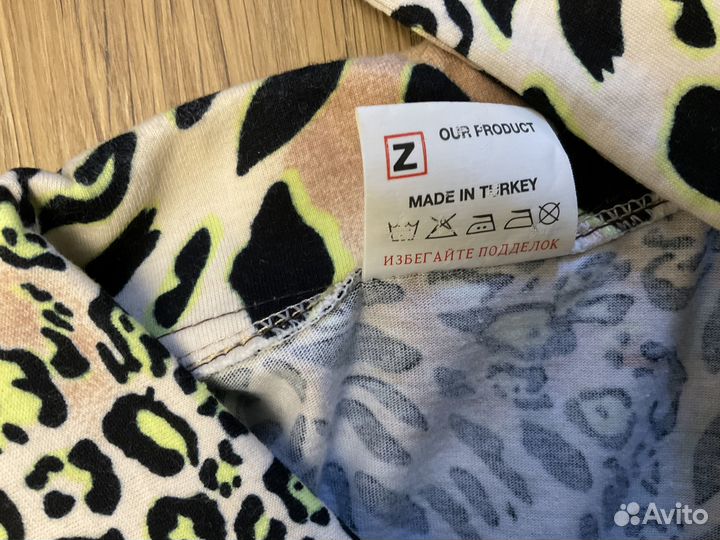 OUR PRODUCT
Z
MADE IN TURKEY
ИЗБЕГАЙТЕ ПОДДЕЛОК
Avito